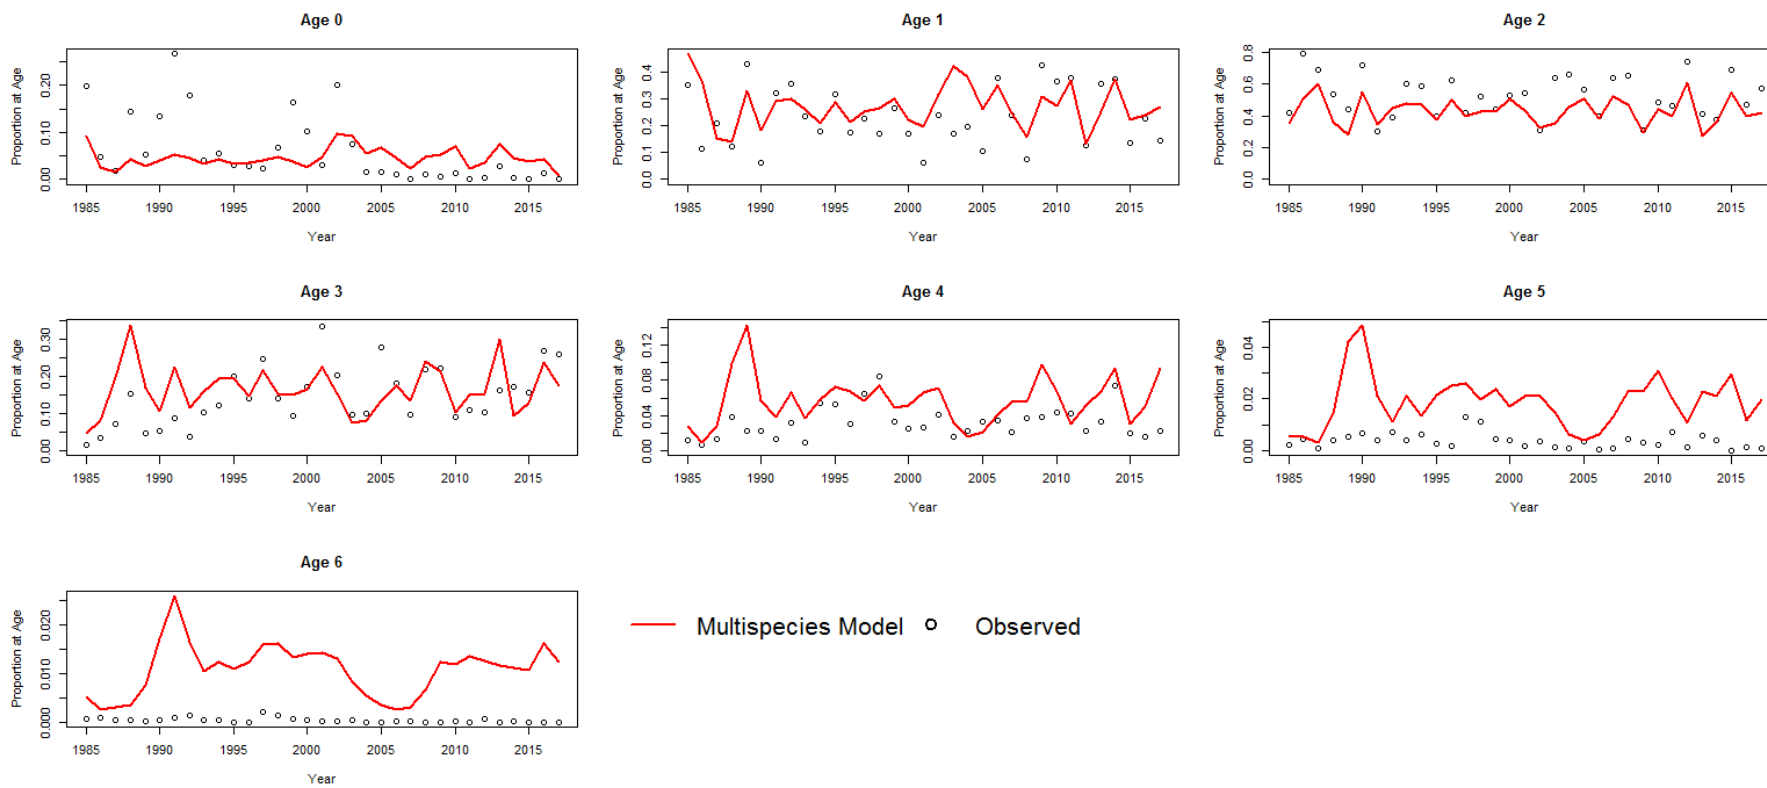 Age 0
Age 1
Age 2
Proportion at Age
0.00 0.10 0.20
1985 1990 1995 2000 2005 2010 2015
Year
Proportion at Age
0.0 0.1 0.2 0.3 0.4
1985 1990 1995 2000 2005 2010 2015
Year
Proportion at Age
0.0 0.2 0.4 0.6 0.8
1985 1990 1995 2000 2005 2010 2015
Year
Age 3
Age 4
Age 5
Proportion at Age
0.00 0.10 0.20 0.30
1985 1990 1995 2000 2005 2010 2015
Year
Proportion at Age
0.00 0.04 0.08 0.12
1985 1990 1995 2000 2005 2010 2015
Year
Proportion at Age
0.00 0.02 0.04
1985 1990 1995 2000 2005 2010 2015
Year
Age 6
Proportion at Age
0.000 0.010 0.020
1985 1990 1995 2000 2005 2010 2015
Year
Multispecies Model
Observed